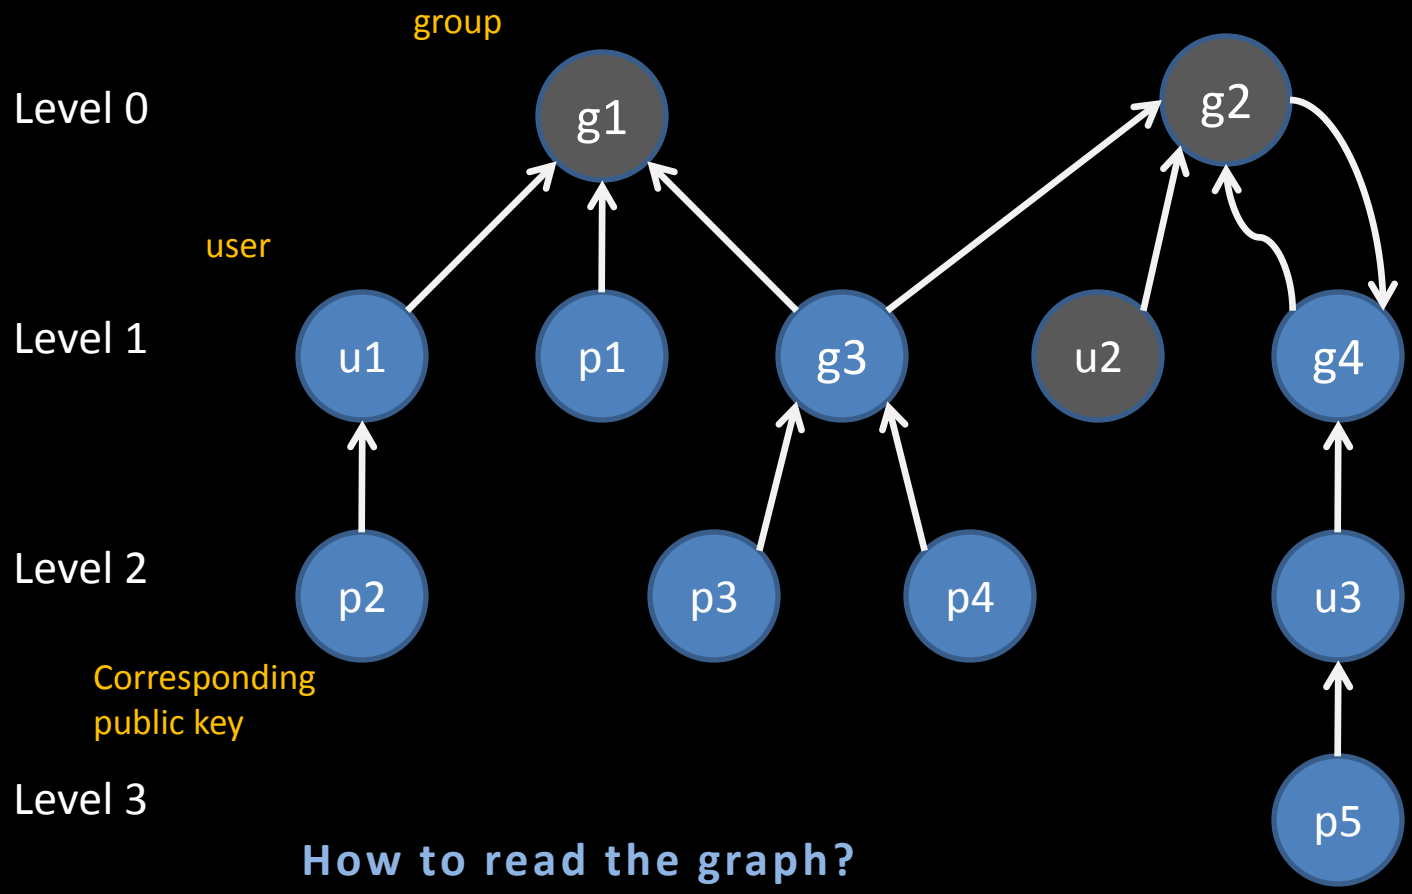 group
Level 0
g1
g2
user
Level 1
u1
p1
g3
u2
g4
Level 2
p2
p3
p4
u3
Corresponding
public key
Level 3
p5
How to read the graph?